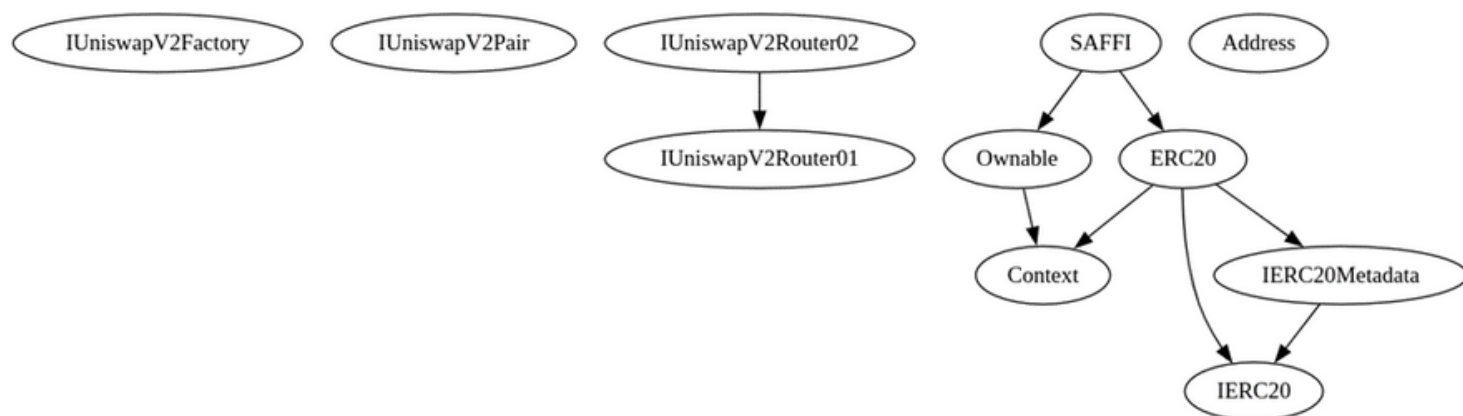 IUniswapV2Factory
IUniswapV2Pair
IUniswapV2Router02
SAFFI
Address
IUniswapV2Router01
Ownable
ERC20
Context
IERC20Metadata
IERC20